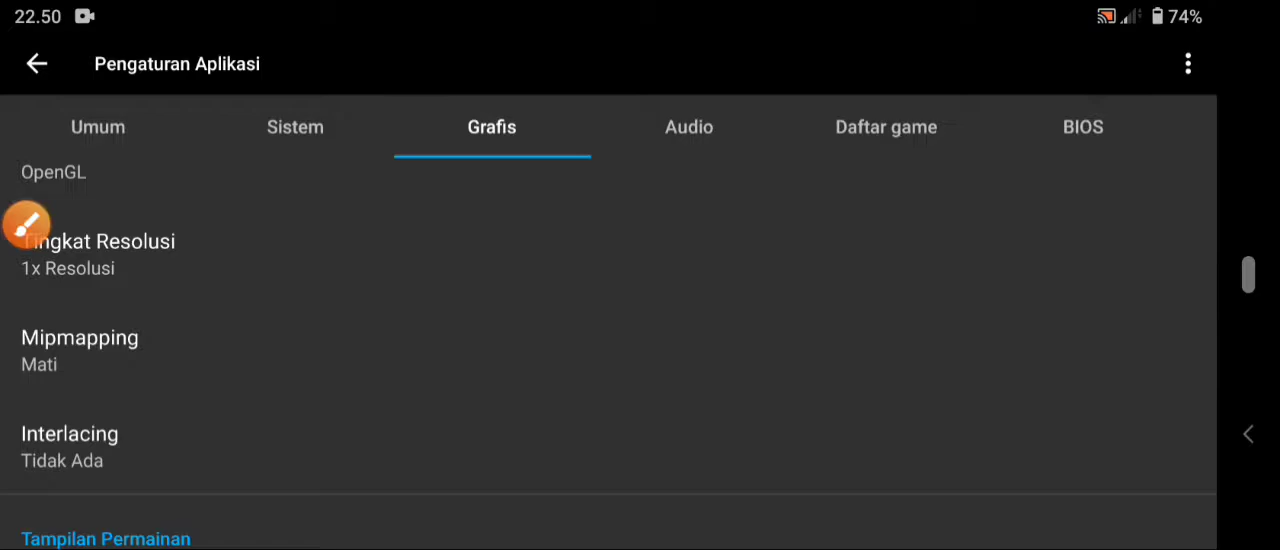 22.50
74%
Pengaturan Aplikasi
Umum
Sistem
Grafis
Audio
Daftar game
BIOS
OpenGL
Tingkat Resolusi
1x Resolusi
Mipmapping
Mati
Interlacing
Tidak Ada
Tampilan Permainan